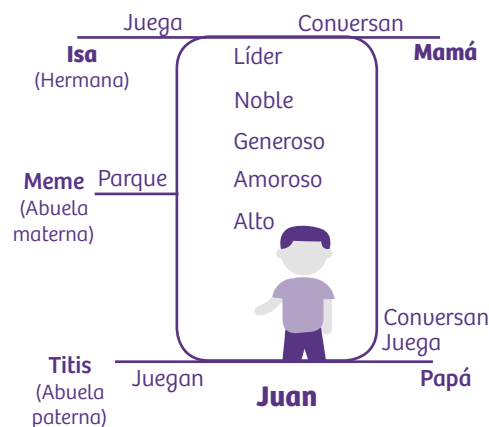 Juega
Conversan
Isa
(Hermana)
Mamá
Líder
Noble
Generoso
Amoroso
Alto
Meme
(Abuela
materna)
Parque
Conversan
Juega
Titis
(Abuela
paterna)
Juegan
Juan
Papá